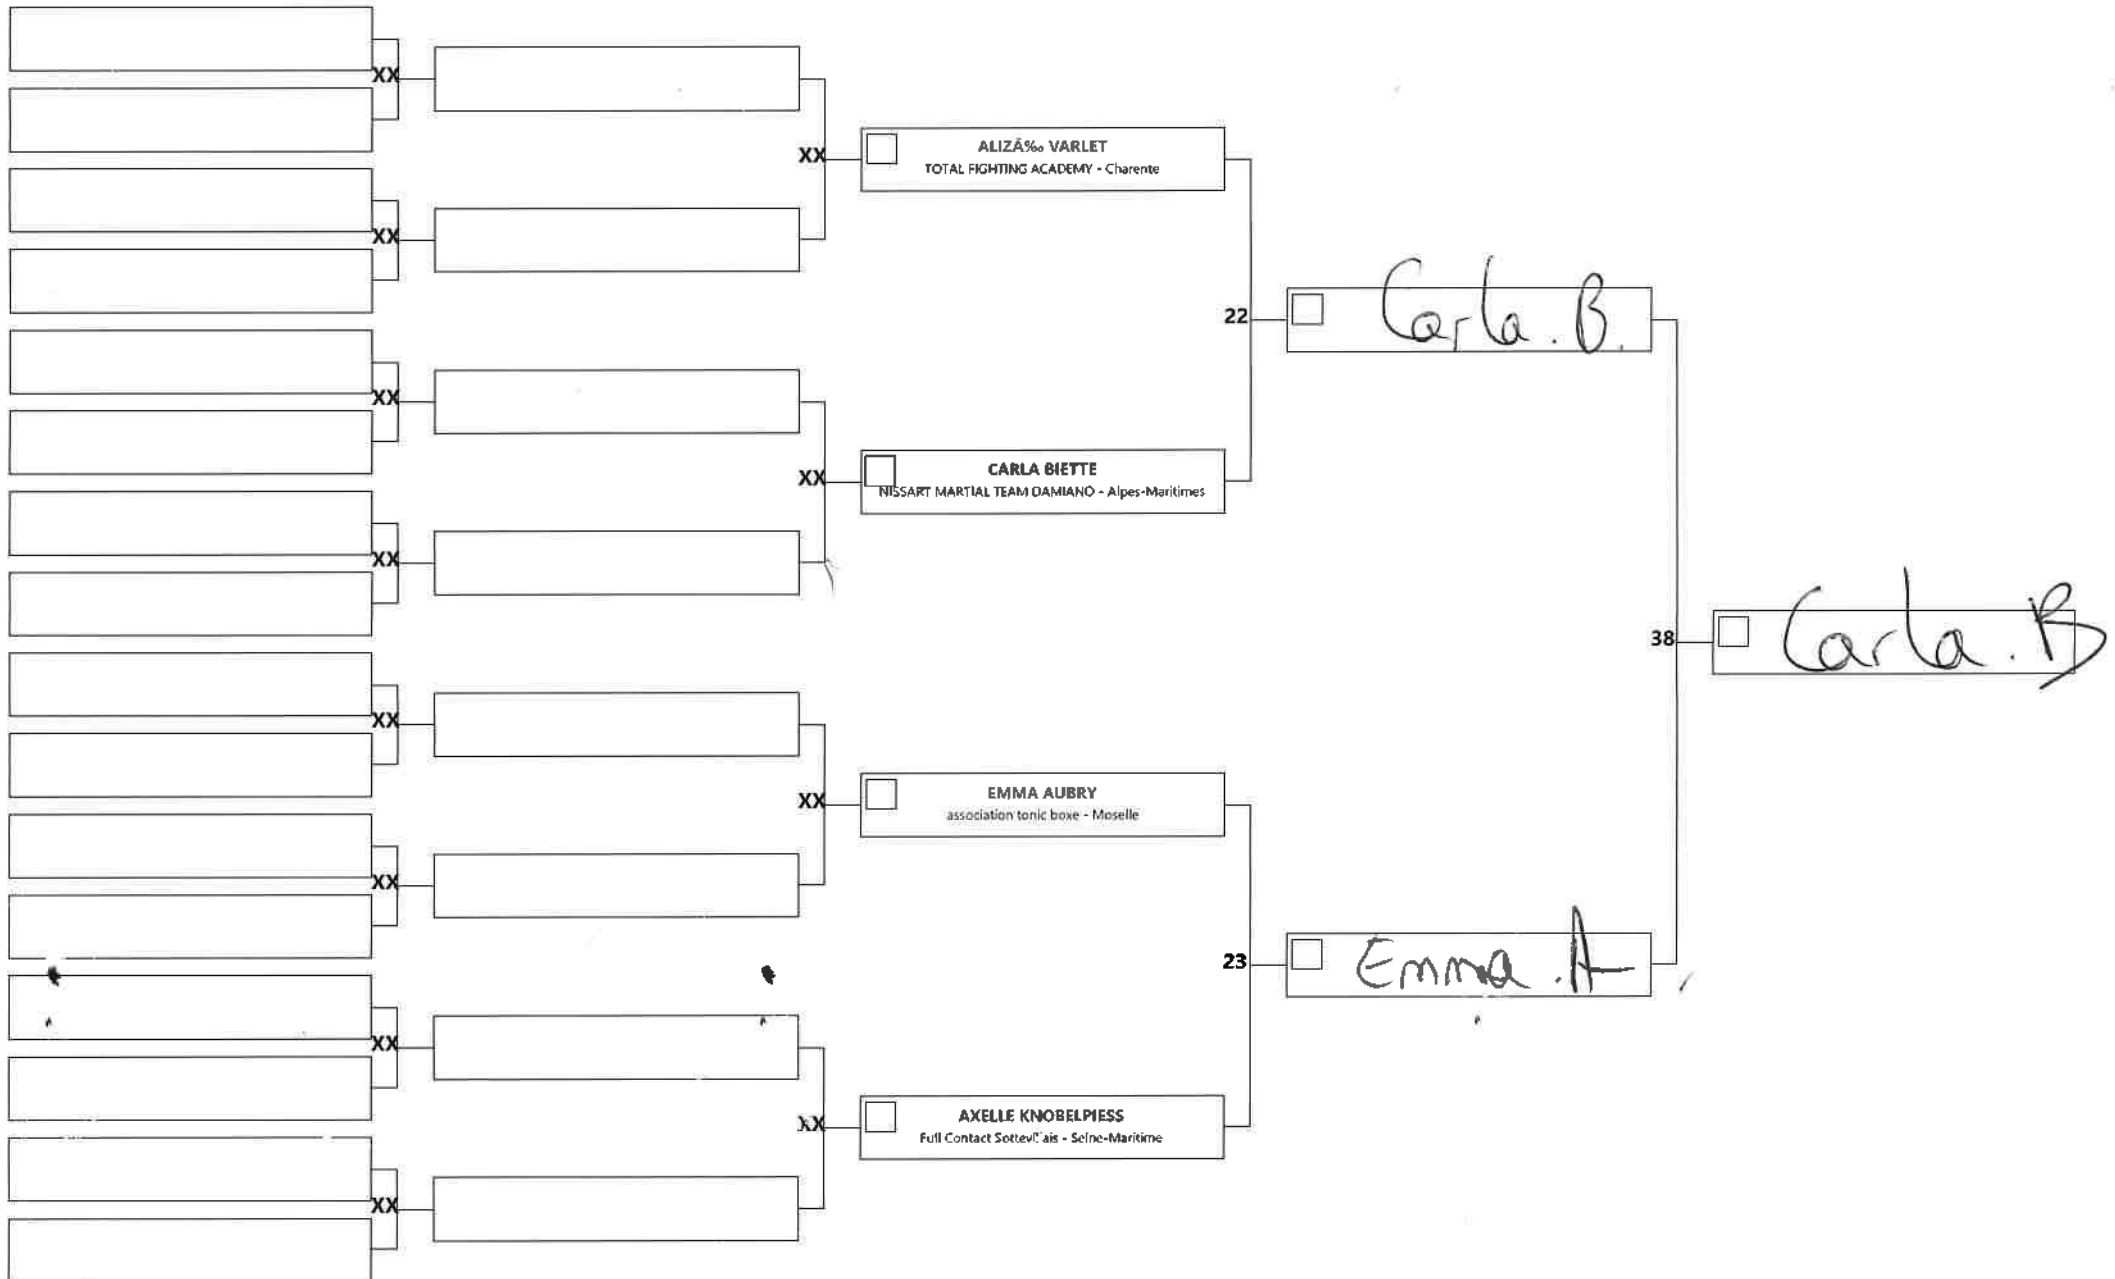 XX
XX
ALIZÃ‰ VARLET
TOTAL FIGHTING ACADEMY - Charente
XX
22
Carla. B.
XX
XX
CARLA BIETTE
NISSART MARTIAL TEAM DAMIANO - Alpes-Maritimes
XX
38
Carla. B
XX
XX
EMMA AUBRY
association tonic boxe - Moselle
XX
23
Emma. A
XX
XX
AXELLE KNOBELPIESS
Full Contact Sottevillais - Seine-Maritime
XX